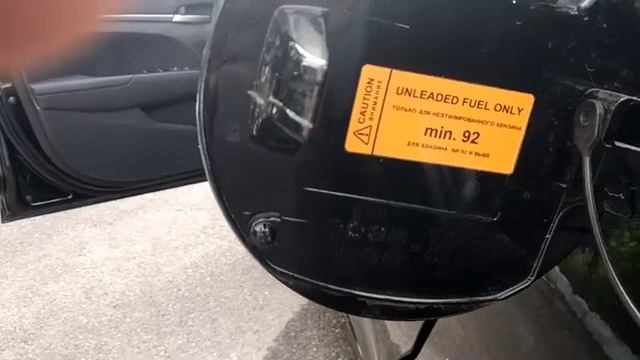 CAUTION
ВНИМАНИЕ
UNLEADED FUEL ONLY
ТОЛЬКО ДЛЯ НЕЭТИЛИРОВАННОГО БЕНЗИНА
min. 92
ДЛЯ БЕНЗИНА АИ-92 И ВЫШЕ